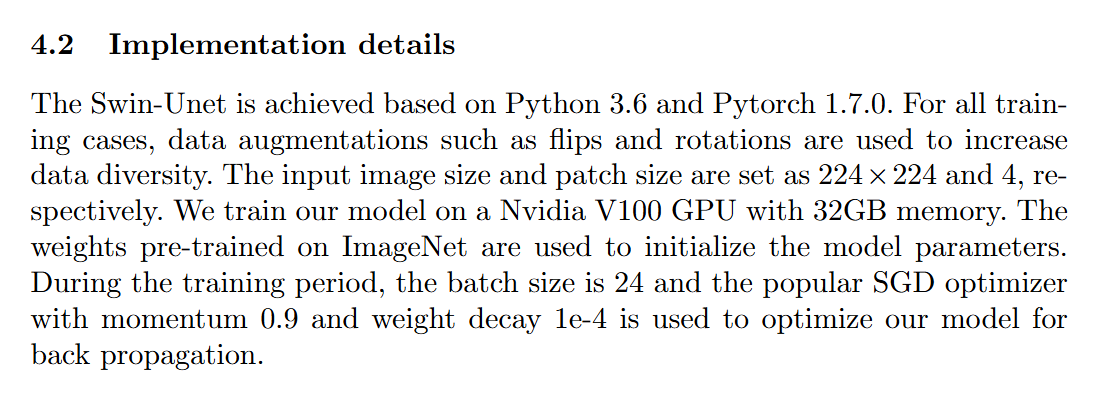 4.2 Implementation details
The Swin-Unet is achieved based on Python 3.6 and Pytorch 1.7.0. For all train-
ing cases, data augmentations such as flips and rotations are used to increase
data diversity. The input image size and patch size are set as 224 × 224 and 4, re-
spectively. We train our model on a Nvidia V100 GPU with 32GB memory. The
weights pre-trained on ImageNet are used to initialize the model parameters.
During the training period, the batch size is 24 and the popular SGD optimizer
with momentum 0.9 and weight decay 1e-4 is used to optimize our model for
back propagation.